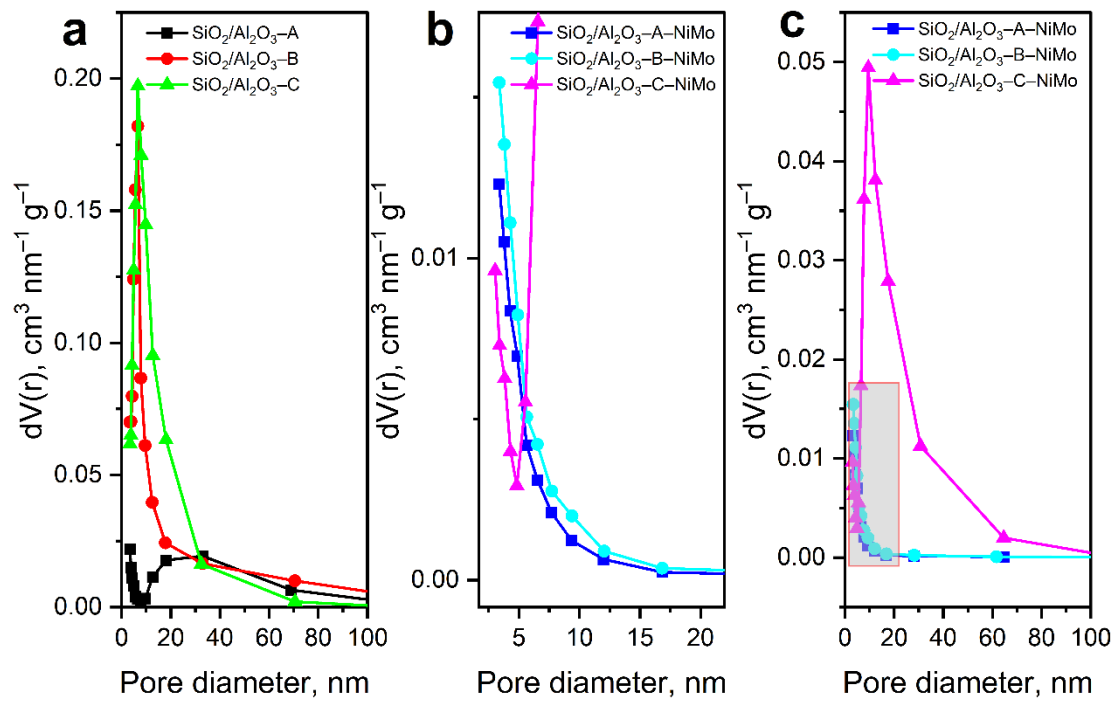 a
SiO₂/Al₂O₃–A
SiO₂/Al₂O₃–B
SiO₂/Al₂O₃–C
dV(r), cm³ nm⁻¹ g⁻¹
0.20
0.15
0.10
0.05
0.00
0 20 40 60 80 100
Pore diameter, nm
b
SiO₂/Al₂O₃–A–NiMo
SiO₂/Al₂O₃–B–NiMo
SiO₂/Al₂O₃–C–NiMo
dV(r), cm³ nm⁻¹ g⁻¹
0.01
0.00
5 10 15 20
Pore diameter, nm
c
SiO₂/Al₂O₃–A–NiMo
SiO₂/Al₂O₃–B–NiMo
SiO₂/Al₂O₃–C–NiMo
dV(r), cm³ nm⁻¹ g⁻¹
0.05
0.04
0.03
0.02
0.01
0.00
0 20 40 60 80 100
Pore diameter, nm